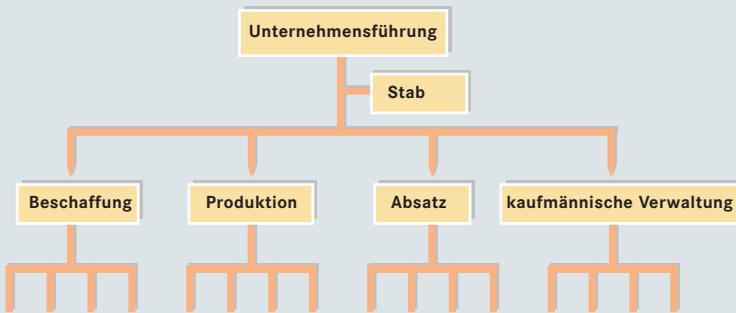 Unternehmensführung
Stab
Beschaffung
Produktion
Absatz
kaufmännische Verwaltung